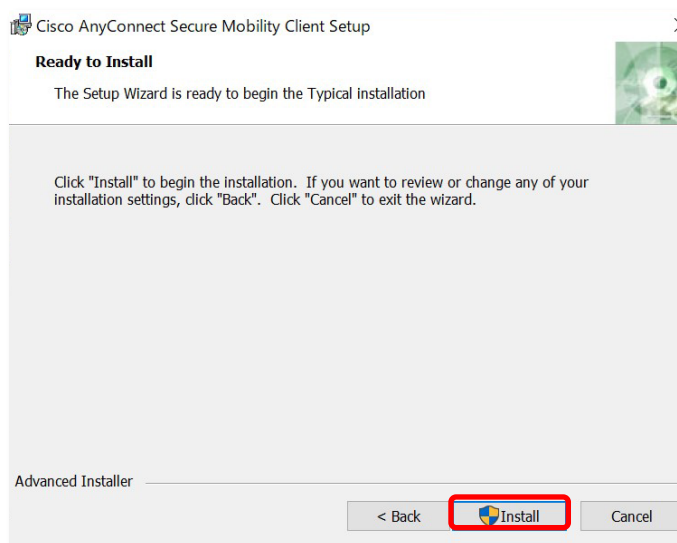 Cisco AnyConnect Secure Mobility Client Setup
Ready to Install
The Setup Wizard is ready to begin the Typical installation
Click "Install" to begin the installation.  If you want to review or change any of your
installation settings, click "Back".  Click "Cancel" to exit the wizard.
Advanced Installer
< Back
Install
Cancel